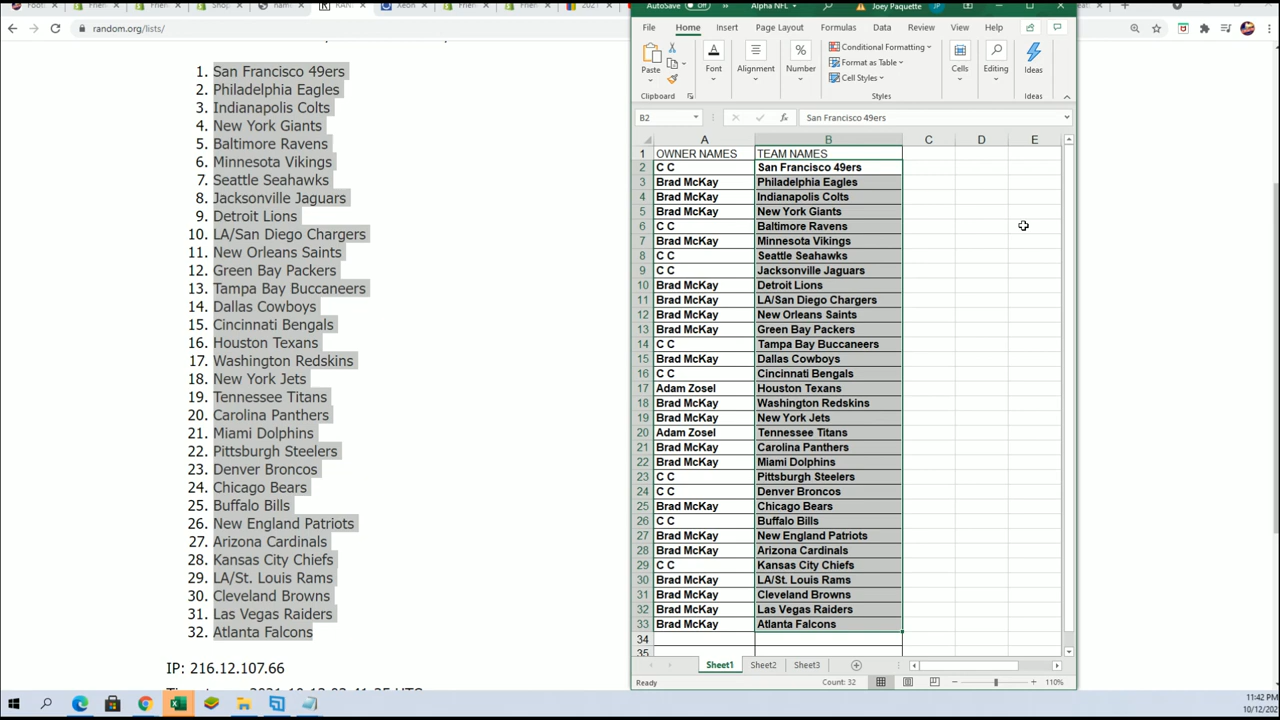 random.org/lists/
1. San Francisco 49ers
2. Philadelphia Eagles
3. Indianapolis Colts
4. New York Giants
5. Baltimore Ravens
6. Minnesota Vikings
7. Seattle Seahawks
8. Jacksonville Jaguars
9. Detroit Lions
10. LA/San Diego Chargers
11. New Orleans Saints
12. Green Bay Packers
13. Tampa Bay Buccaneers
14. Dallas Cowboys
15. Cincinnati Bengals
16. Houston Texans
17. Washington Redskins
18. New York Jets
19. Tennessee Titans
20. Carolina Panthers
21. Miami Dolphins
22. Pittsburgh Steelers
23. Denver Broncos
24. Chicago Bears
25. Buffalo Bills
26. New England Patriots
27. Arizona Cardinals
28. Kansas City Chiefs
29. LA/St. Louis Rams
30. Cleveland Browns
31. Las Vegas Raiders
32. Atlanta Falcons
IP: 216.12.107.66
AutoSave Off Alpha NFL Joey Paquette
File Home Insert Page Layout Formulas Data Review View Help
Paste Font Alignment Number Conditional Formatting Format as Table Cell Styles Cells Editing Ideas
Clipboard Styles Ideas
B2 fx San Francisco 49ers
A B C D E
1 OWNER NAMES TEAM NAMES
2 C C San Francisco 49ers
3 Brad McKay Philadelphia Eagles
4 Brad McKay Indianapolis Colts
5 Brad McKay New York Giants
6 C C Baltimore Ravens
7 Brad McKay Minnesota Vikings
8 C C Seattle Seahawks
9 C C Jacksonville Jaguars
10 Brad McKay Detroit Lions
11 Brad McKay LA/San Diego Chargers
12 Brad McKay New Orleans Saints
13 Brad McKay Green Bay Packers
14 C C Tampa Bay Buccaneers
15 Brad McKay Dallas Cowboys
16 C C Cincinnati Bengals
17 Adam Zosel Houston Texans
18 Brad McKay Washington Redskins
19 Brad McKay New York Jets
20 Adam Zosel Tennessee Titans
21 Brad McKay Carolina Panthers
22 Brad McKay Miami Dolphins
23 C C Pittsburgh Steelers
24 C C Denver Broncos
25 Brad McKay Chicago Bears
26 C C Buffalo Bills
27 Brad McKay New England Patriots
28 Brad McKay Arizona Cardinals
29 C C Kansas City Chiefs
30 Brad McKay LA/St. Louis Rams
31 Brad McKay Cleveland Browns
32 Brad McKay Las Vegas Raiders
33 Brad McKay Atlanta Falcons
34
35
Sheet1 Sheet2 Sheet3
Ready Count: 32 110%
11:42 PM
10/12/202